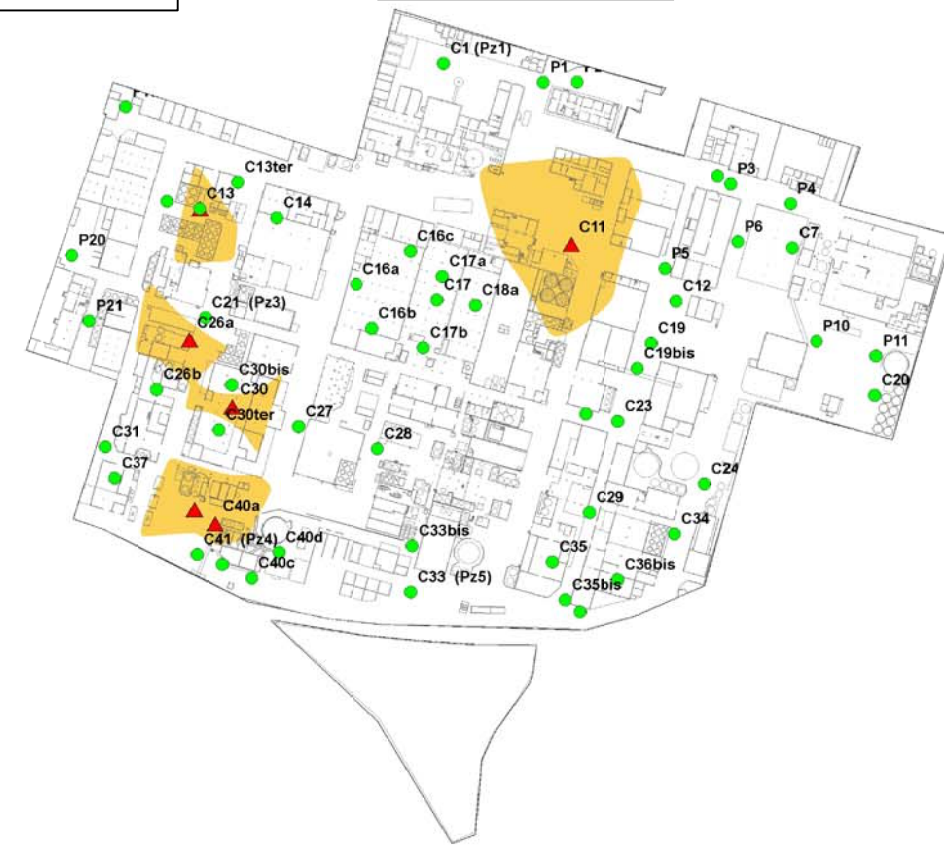 C1 (Pz1)
P1
C13ter
P3
C13
P4
C14
C11
P6
C7
P20
C16c
C17a
P5
C16a
C17
C18a
C12
C21 (Pz3)
P21
C26a
C16b
C17b
C19
P11
P10
C19bis
C26b
C30bis
C30
C20
C30ter
C27
C23
C31
C28
C37
C24
C40a
C29
C41 (Pz4)
C40d
C33bis
C34
C35
C40c
C33 (Pz5)
C36bis
C35bis